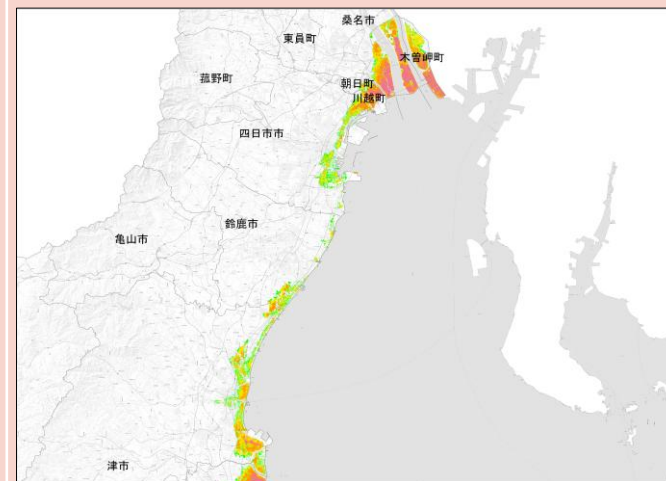 桑名市
東員町
木曽岬町
菰野町
朝日町
川越町
四日市市
鈴鹿市
亀山市
津市